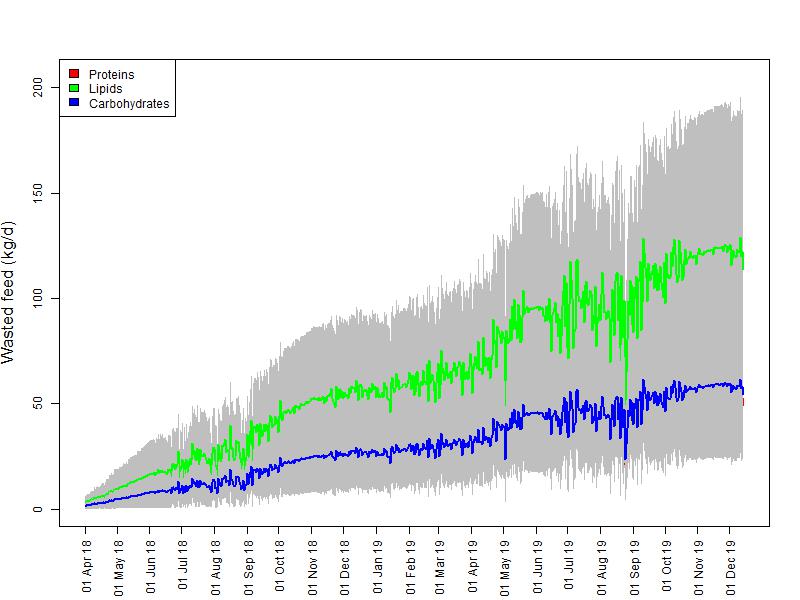 Proteins
Lipids
Carbohydrates
Wasted feed (kg/d)
200
150
100
50
0
01 Apr 18
01 May 18
01 Jun 18
01 Jul 18
01 Aug 18
01 Sep 18
01 Oct 18
01 Nov 18
01 Dec 18
01 Jan 19
01 Feb 19
01 Mar 19
01 Apr 19
01 May 19
01 Jun 19
01 Jul 19
01 Aug 19
01 Sep 19
01 Oct 19
01 Nov 19
01 Dec 19